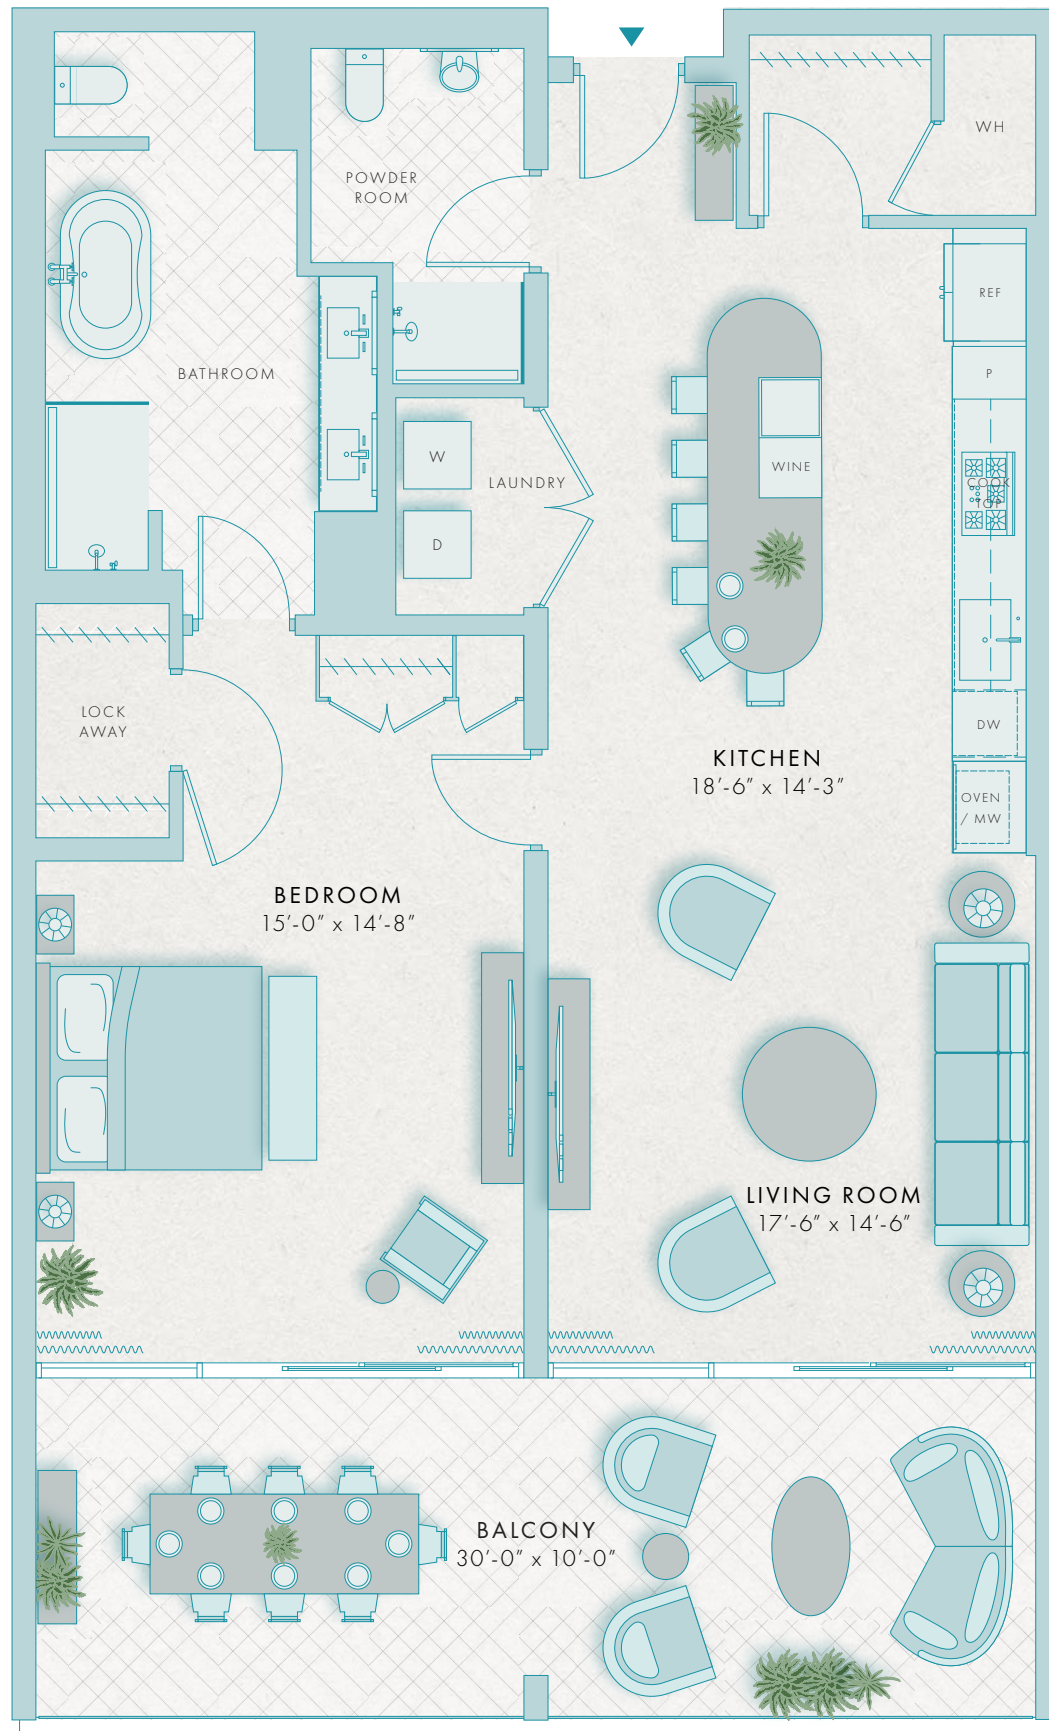 WH
POWDER
ROOM
REF
BATHROOM
P
W
LAUNDRY
WINE
COOK
TOP
D
LOCK
AWAY
DW
KITCHEN
18’-6” x 14’-3”
OVEN
/ MW
BEDROOM
15’-0” x 14’-8”
LIVING ROOM
17’-6” x 14’-6”
BALCONY
30’-0” x 10’-0”